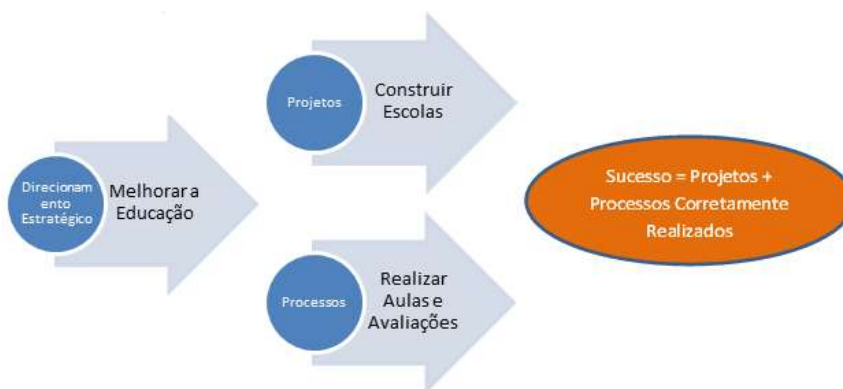 Direcionam
ento
Estratégico
Melhorar a
Educação
Projetos
Construir
Escolas
Processos
Realizar
Aulas e
Avaliações
Sucesso = Projetos +
Processos Corretamente
Realizados